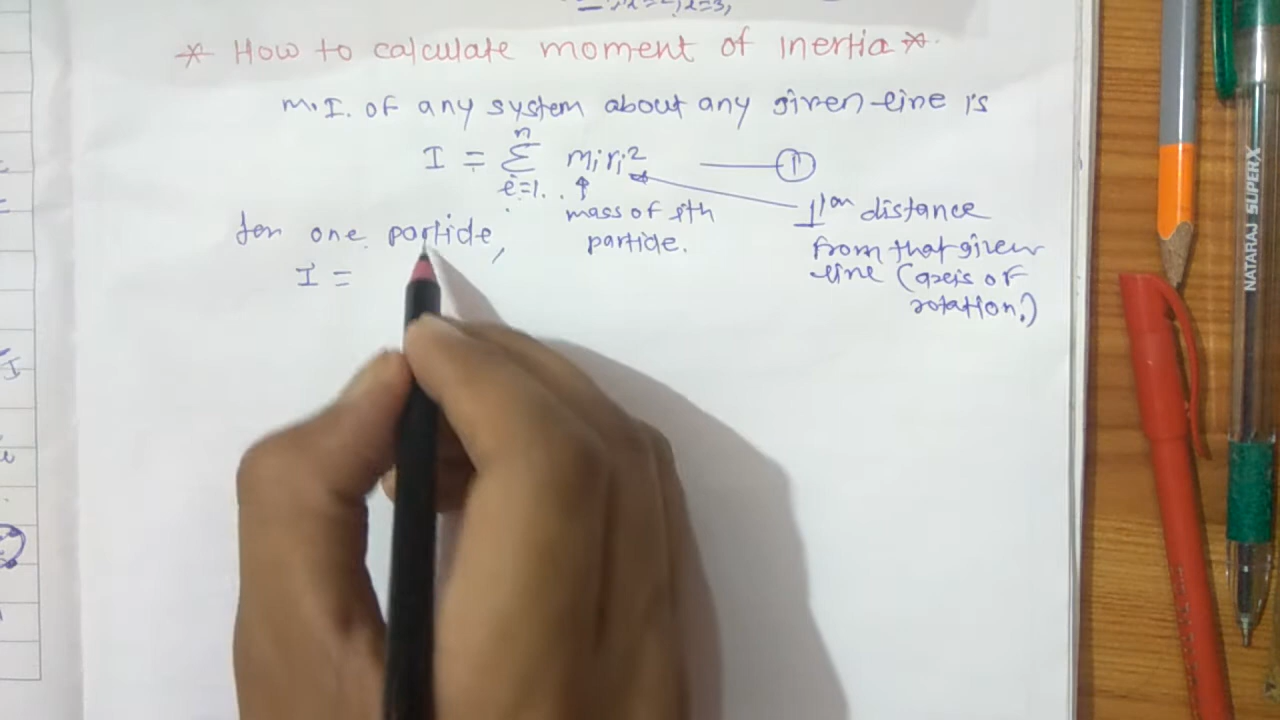 * How to calculate moment of inertia *
M.I. of any system about any given line is
I = n Σ i=1 miri² —— ①
mass of ith
particle.
⊥lar distance
from that given
line (axis of
rotation.)
for one particle,
I =
NATARAJ SUPERX